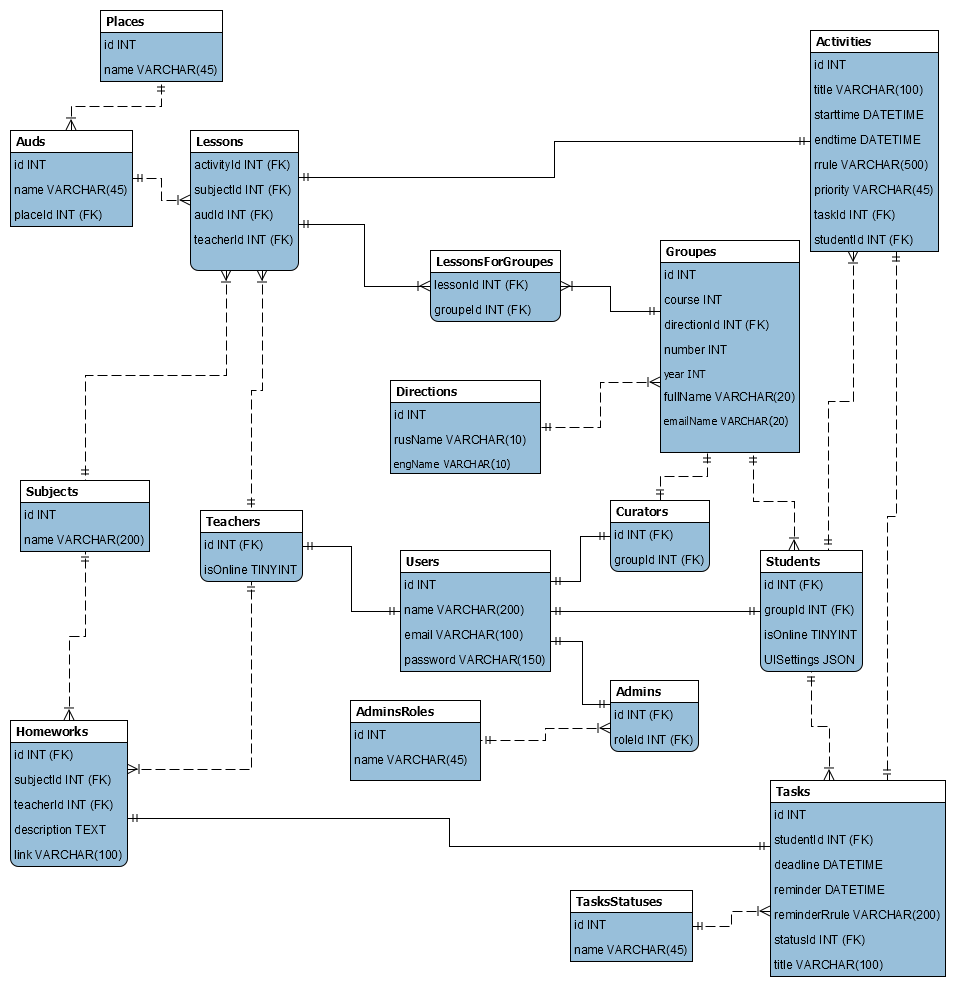 Places
id INT
name VARCHAR(45)
Activities
id INT
title VARCHAR(100)
starttime DATETIME
endtime DATETIME
rrule VARCHAR(500)
priority VARCHAR(45)
taskId INT (FK)
studentId INT (FK)
Auds
id INT
name VARCHAR(45)
placeId INT (FK)
Lessons
activityId INT (FK)
subjectId INT (FK)
audId INT (FK)
teacherId INT (FK)
LessonsForGroupes
lessonId INT (FK)
groupeId INT (FK)
Groupes
id INT
course INT
directionId INT (FK)
number INT
year INT
fullName VARCHAR(20)
emailName VARCHAR(20)
Directions
id INT
rusName VARCHAR(10)
engName VARCHAR(10)
Subjects
id INT
name VARCHAR(200)
Teachers
id INT (FK)
isOnline TINYINT
Curators
id INT (FK)
groupId INT (FK)
Users
id INT
name VARCHAR(200)
email VARCHAR(100)
password VARCHAR(150)
Students
id INT (FK)
groupId INT (FK)
isOnline TINYINT
UISettings JSON
Admins
id INT (FK)
roleId INT (FK)
AdminsRoles
id INT
name VARCHAR(45)
Homeworks
id INT (FK)
subjectId INT (FK)
teacherId INT (FK)
description TEXT
link VARCHAR(100)
Tasks
id INT
studentId INT (FK)
deadline DATETIME
reminder DATETIME
reminderRrule VARCHAR(200)
statusId INT (FK)
title VARCHAR(100)
TasksStatuses
id INT
name VARCHAR(45)